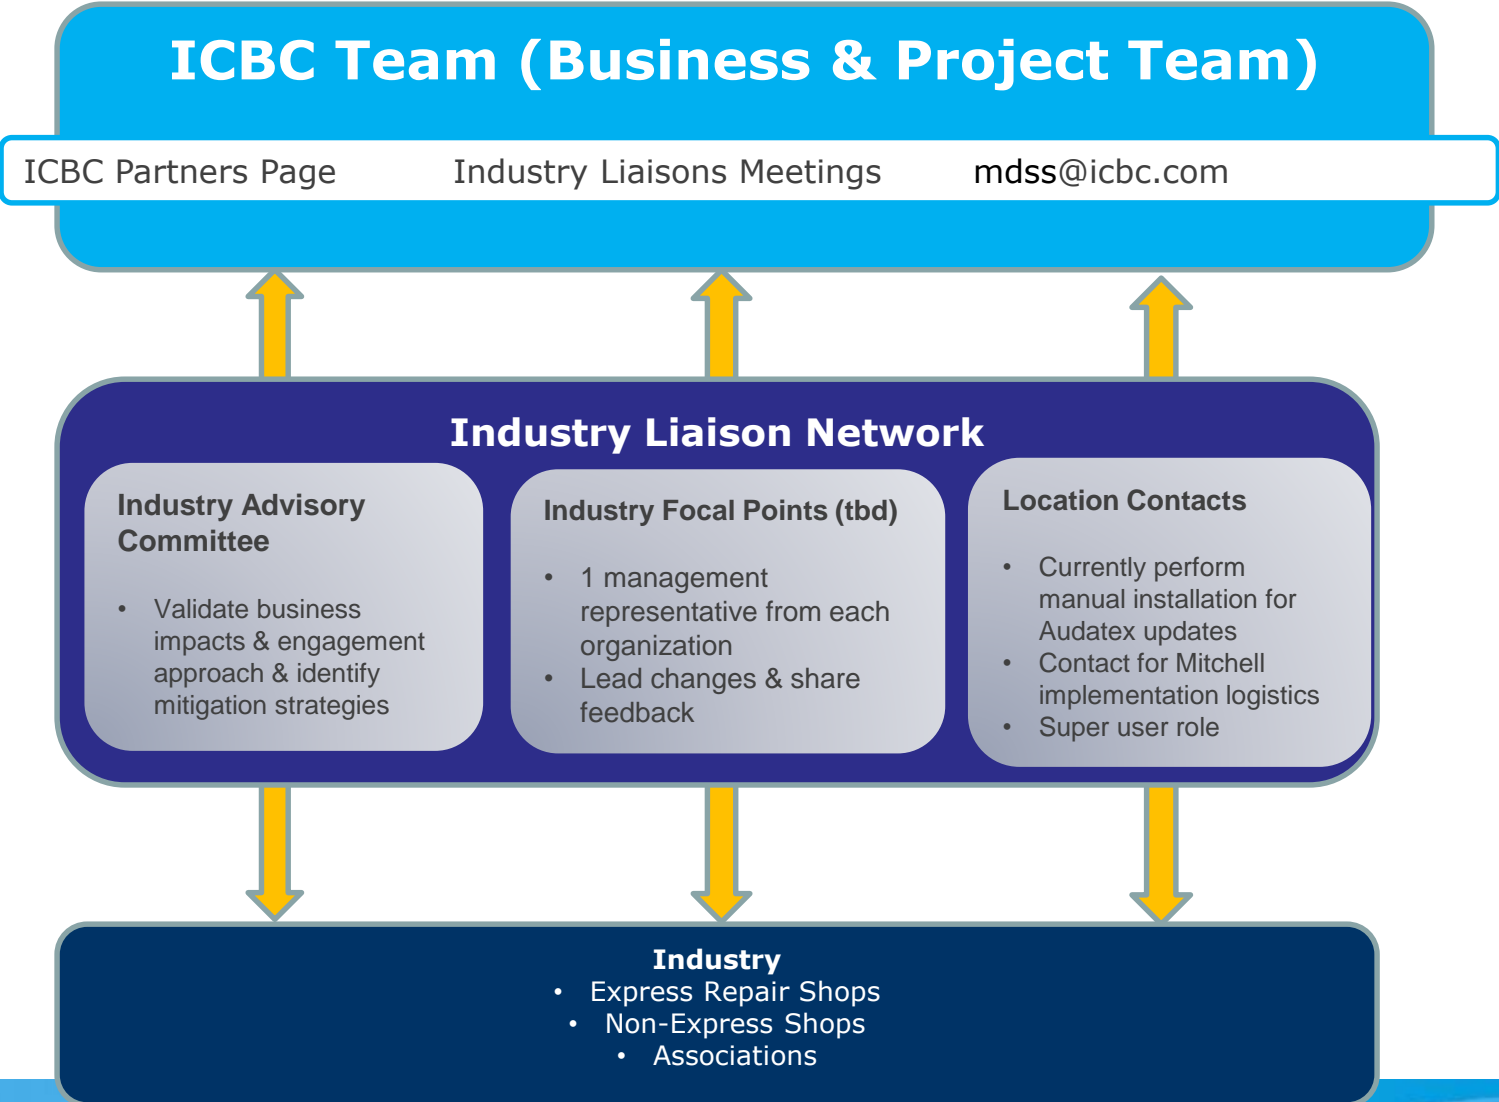 ICBC Team (Business & Project Team)
ICBC Partners Page Industry Liaisons Meetings mdss@icbc.com
Industry Liaison Network
Industry Advisory
Committee
• Validate business
impacts & engagement
approach & identify
mitigation strategies
Industry Focal Points (tbd)
• 1 management
representative from each
organization
• Lead changes & share
feedback
Location Contacts
• Currently perform
manual installation for
Audatex updates
• Contact for Mitchell
implementation logistics
• Super user role
Industry
• Express Repair Shops
• Non-Express Shops
• Associations